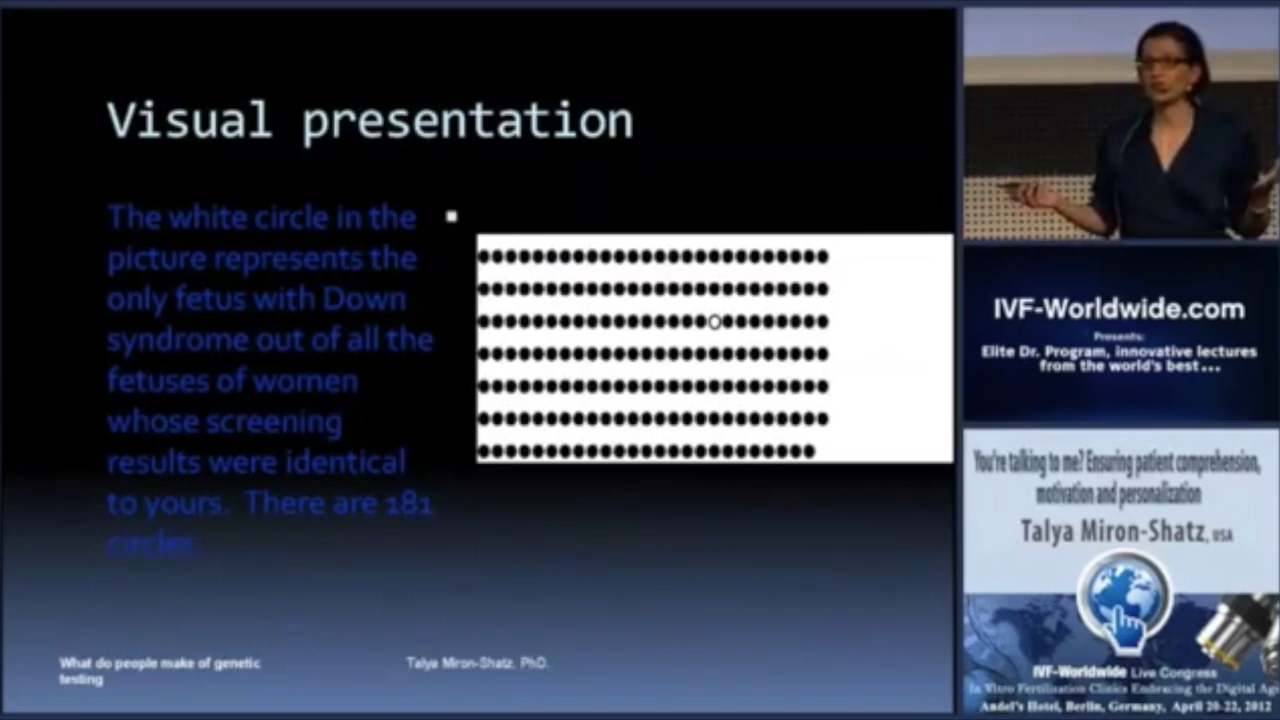 Visual presentation
The white circle in the
picture represents the
only fetus with Down
syndrome out of all the
fetuses of women
whose screening
results were identical
to yours. There are 181
circles.
What do people make of genetic
testing
Talya Miron-Shatz, PhD.
IVF-Worldwide.com
Presents:
Elite Dr. Program, innovative lectures
from the world's best...
You're talking to me? Ensuring patient comprehension,
motivation and personalization
Talya Miron-Shatz, USA
IVF-Worldwide Live Congress
In Vitro Fertilization Clinics Embracing the Digital Ag
Andel's Hotel, Berlin, Germany, April 20-22, 2012